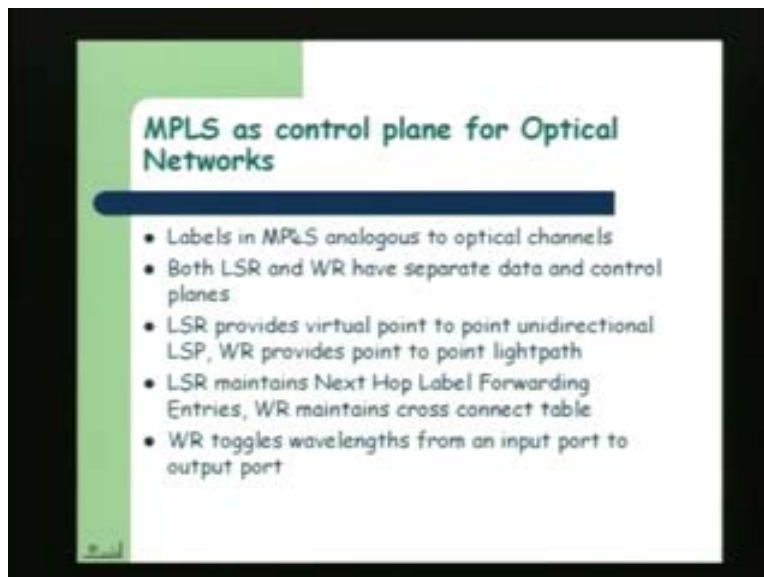 MPLS as control plane for Optical
Networks
• Labels in MPLS analogous to optical channels
• Both LSR and WR have separate data and control
planes
• LSR provides virtual point to point unidirectional
LSP, WR provides point to point lightpath
• LSR maintains Next Hop Label Forwarding
Entries, WR maintains cross connect table
• WR toggles wavelengths from an input port to
output port